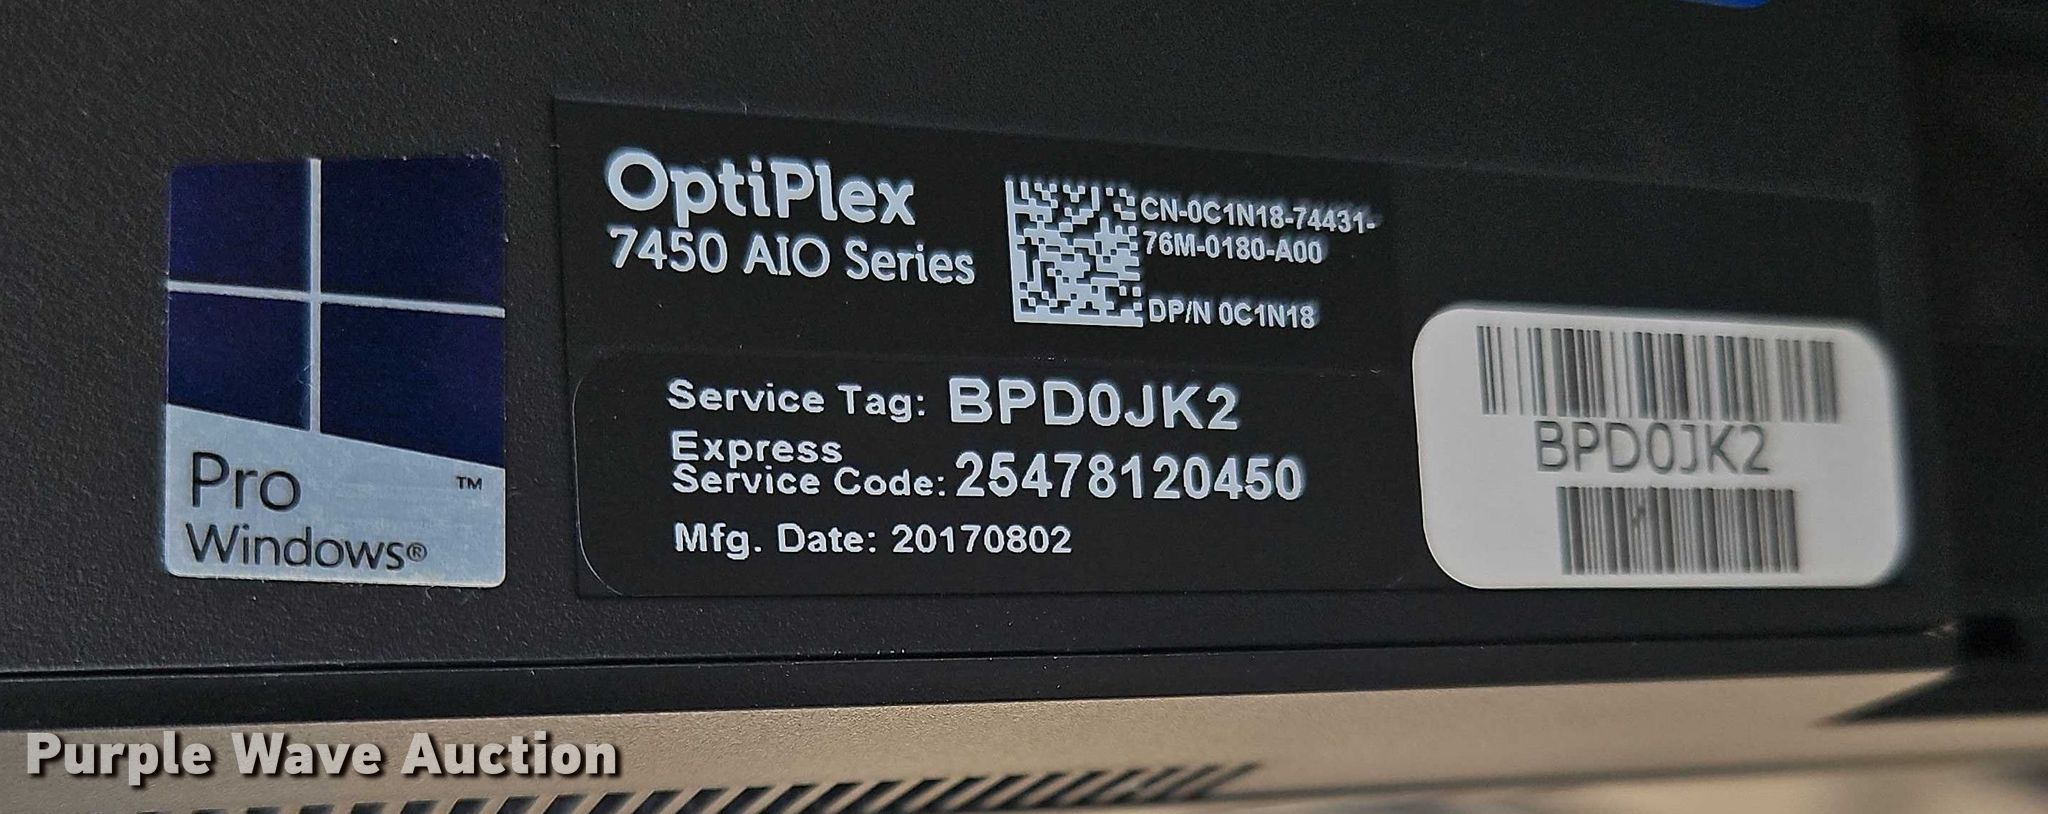 OptiPlex
7450 AIO Series
CN-0C1N18-74431-
76M-0180-A00
DP/N 0C1N18
Service Tag: BPD0JK2
Express
Service Code: 25478120450
Mfg. Date: 20170802
BPD0JK2
Pro ™
Windows®
Purple Wave Auction